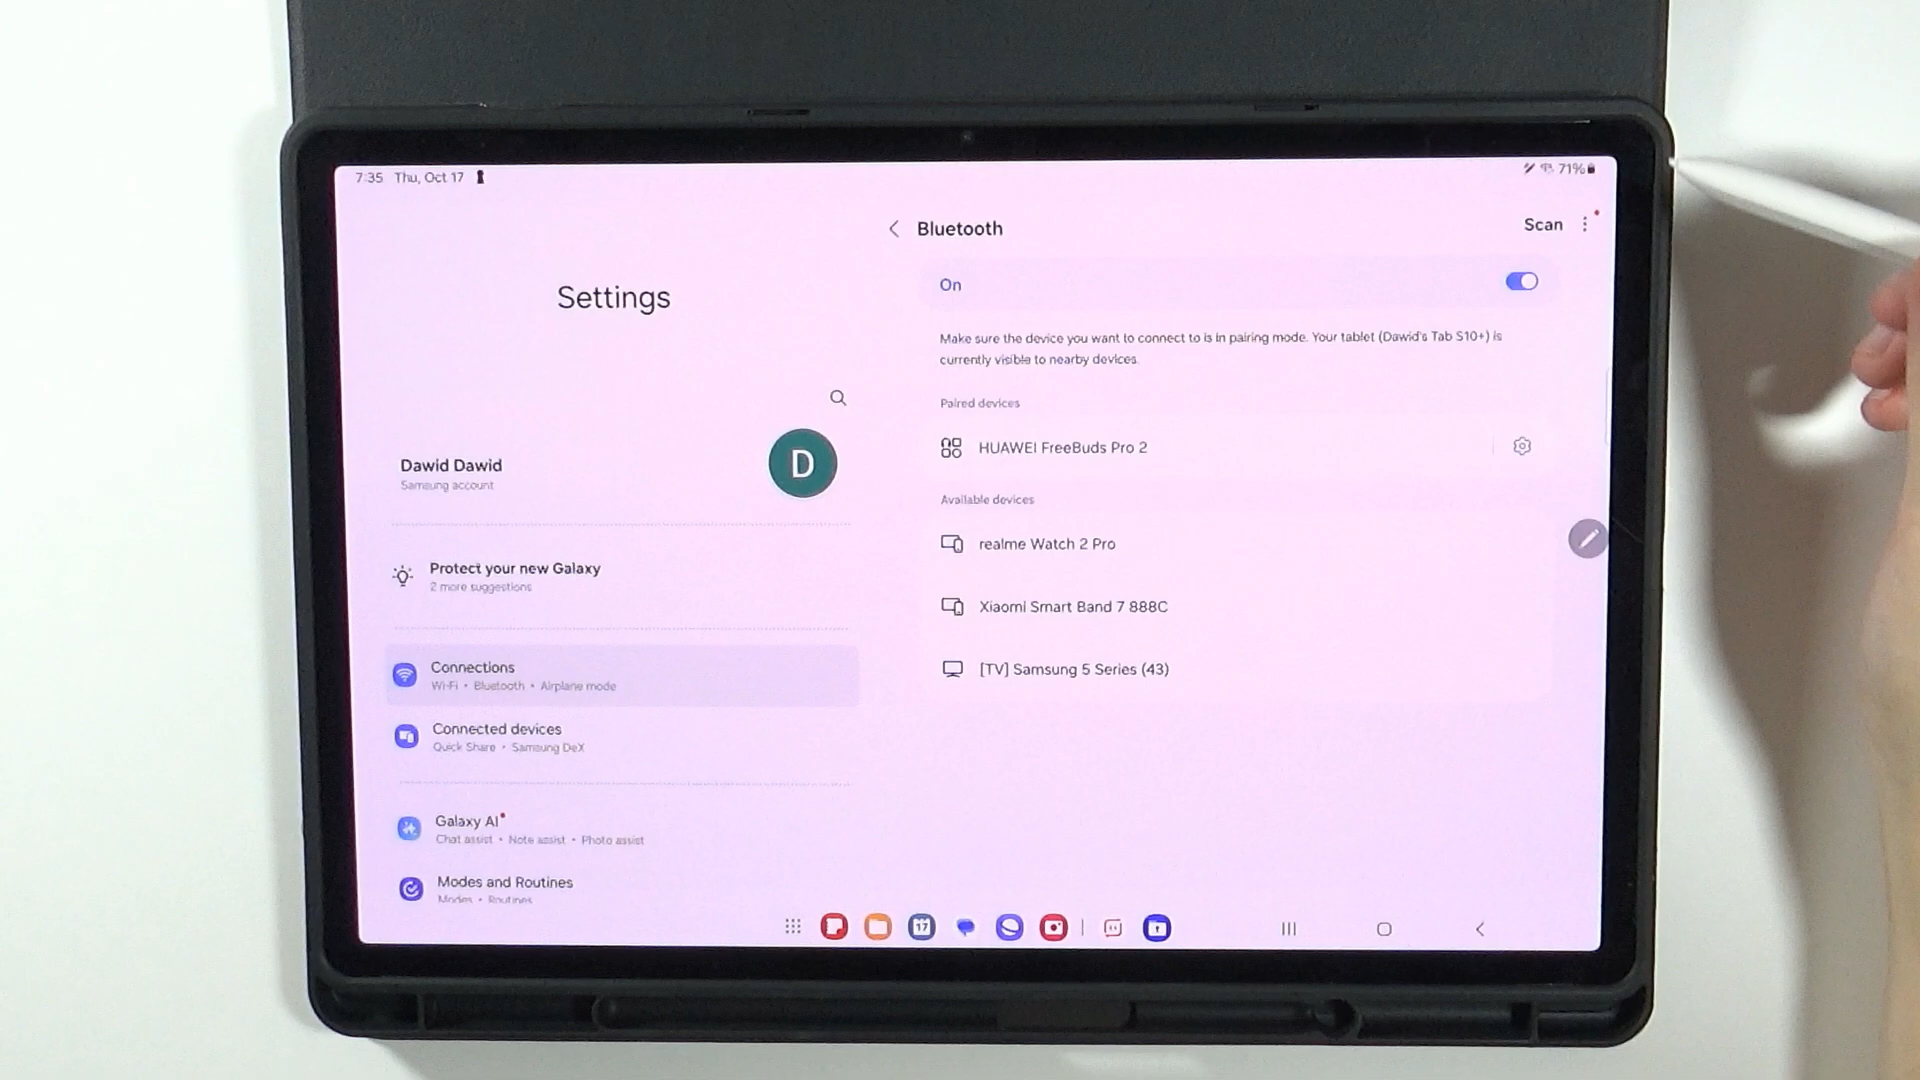 7:35 Thu, Oct 17
71%
Settings
Dawid Dawid
Samsung account
D
Protect your new Galaxy
2 more suggestions
Connections
Wi-Fi • Bluetooth • Airplane mode
Connected devices
Quick Share • Samsung DeX
Galaxy AI
Chat assist • Note assist • Photo assist
Modes and Routines
Modes • Routines
Bluetooth
Scan
On
Make sure the device you want to connect to is in pairing mode. Your tablet (Dawid's Tab S10+) is
currently visible to nearby devices.
Paired devices
HUAWEI FreeBuds Pro 2
Available devices
realme Watch 2 Pro
Xiaomi Smart Band 7 888C
[TV] Samsung 5 Series (43)
17